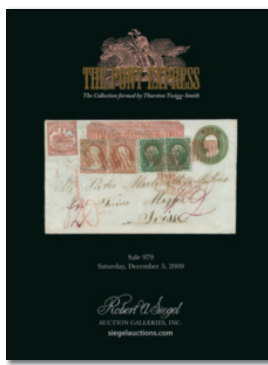 THE PONY EXPRESS
The Collection formed by Thurston Twigg-Smith
Suisse
Sale 979
Saturday, December 5, 2009
Robert A. Siegel
AUCTION GALLERIES, INC.
siegelauctions.com